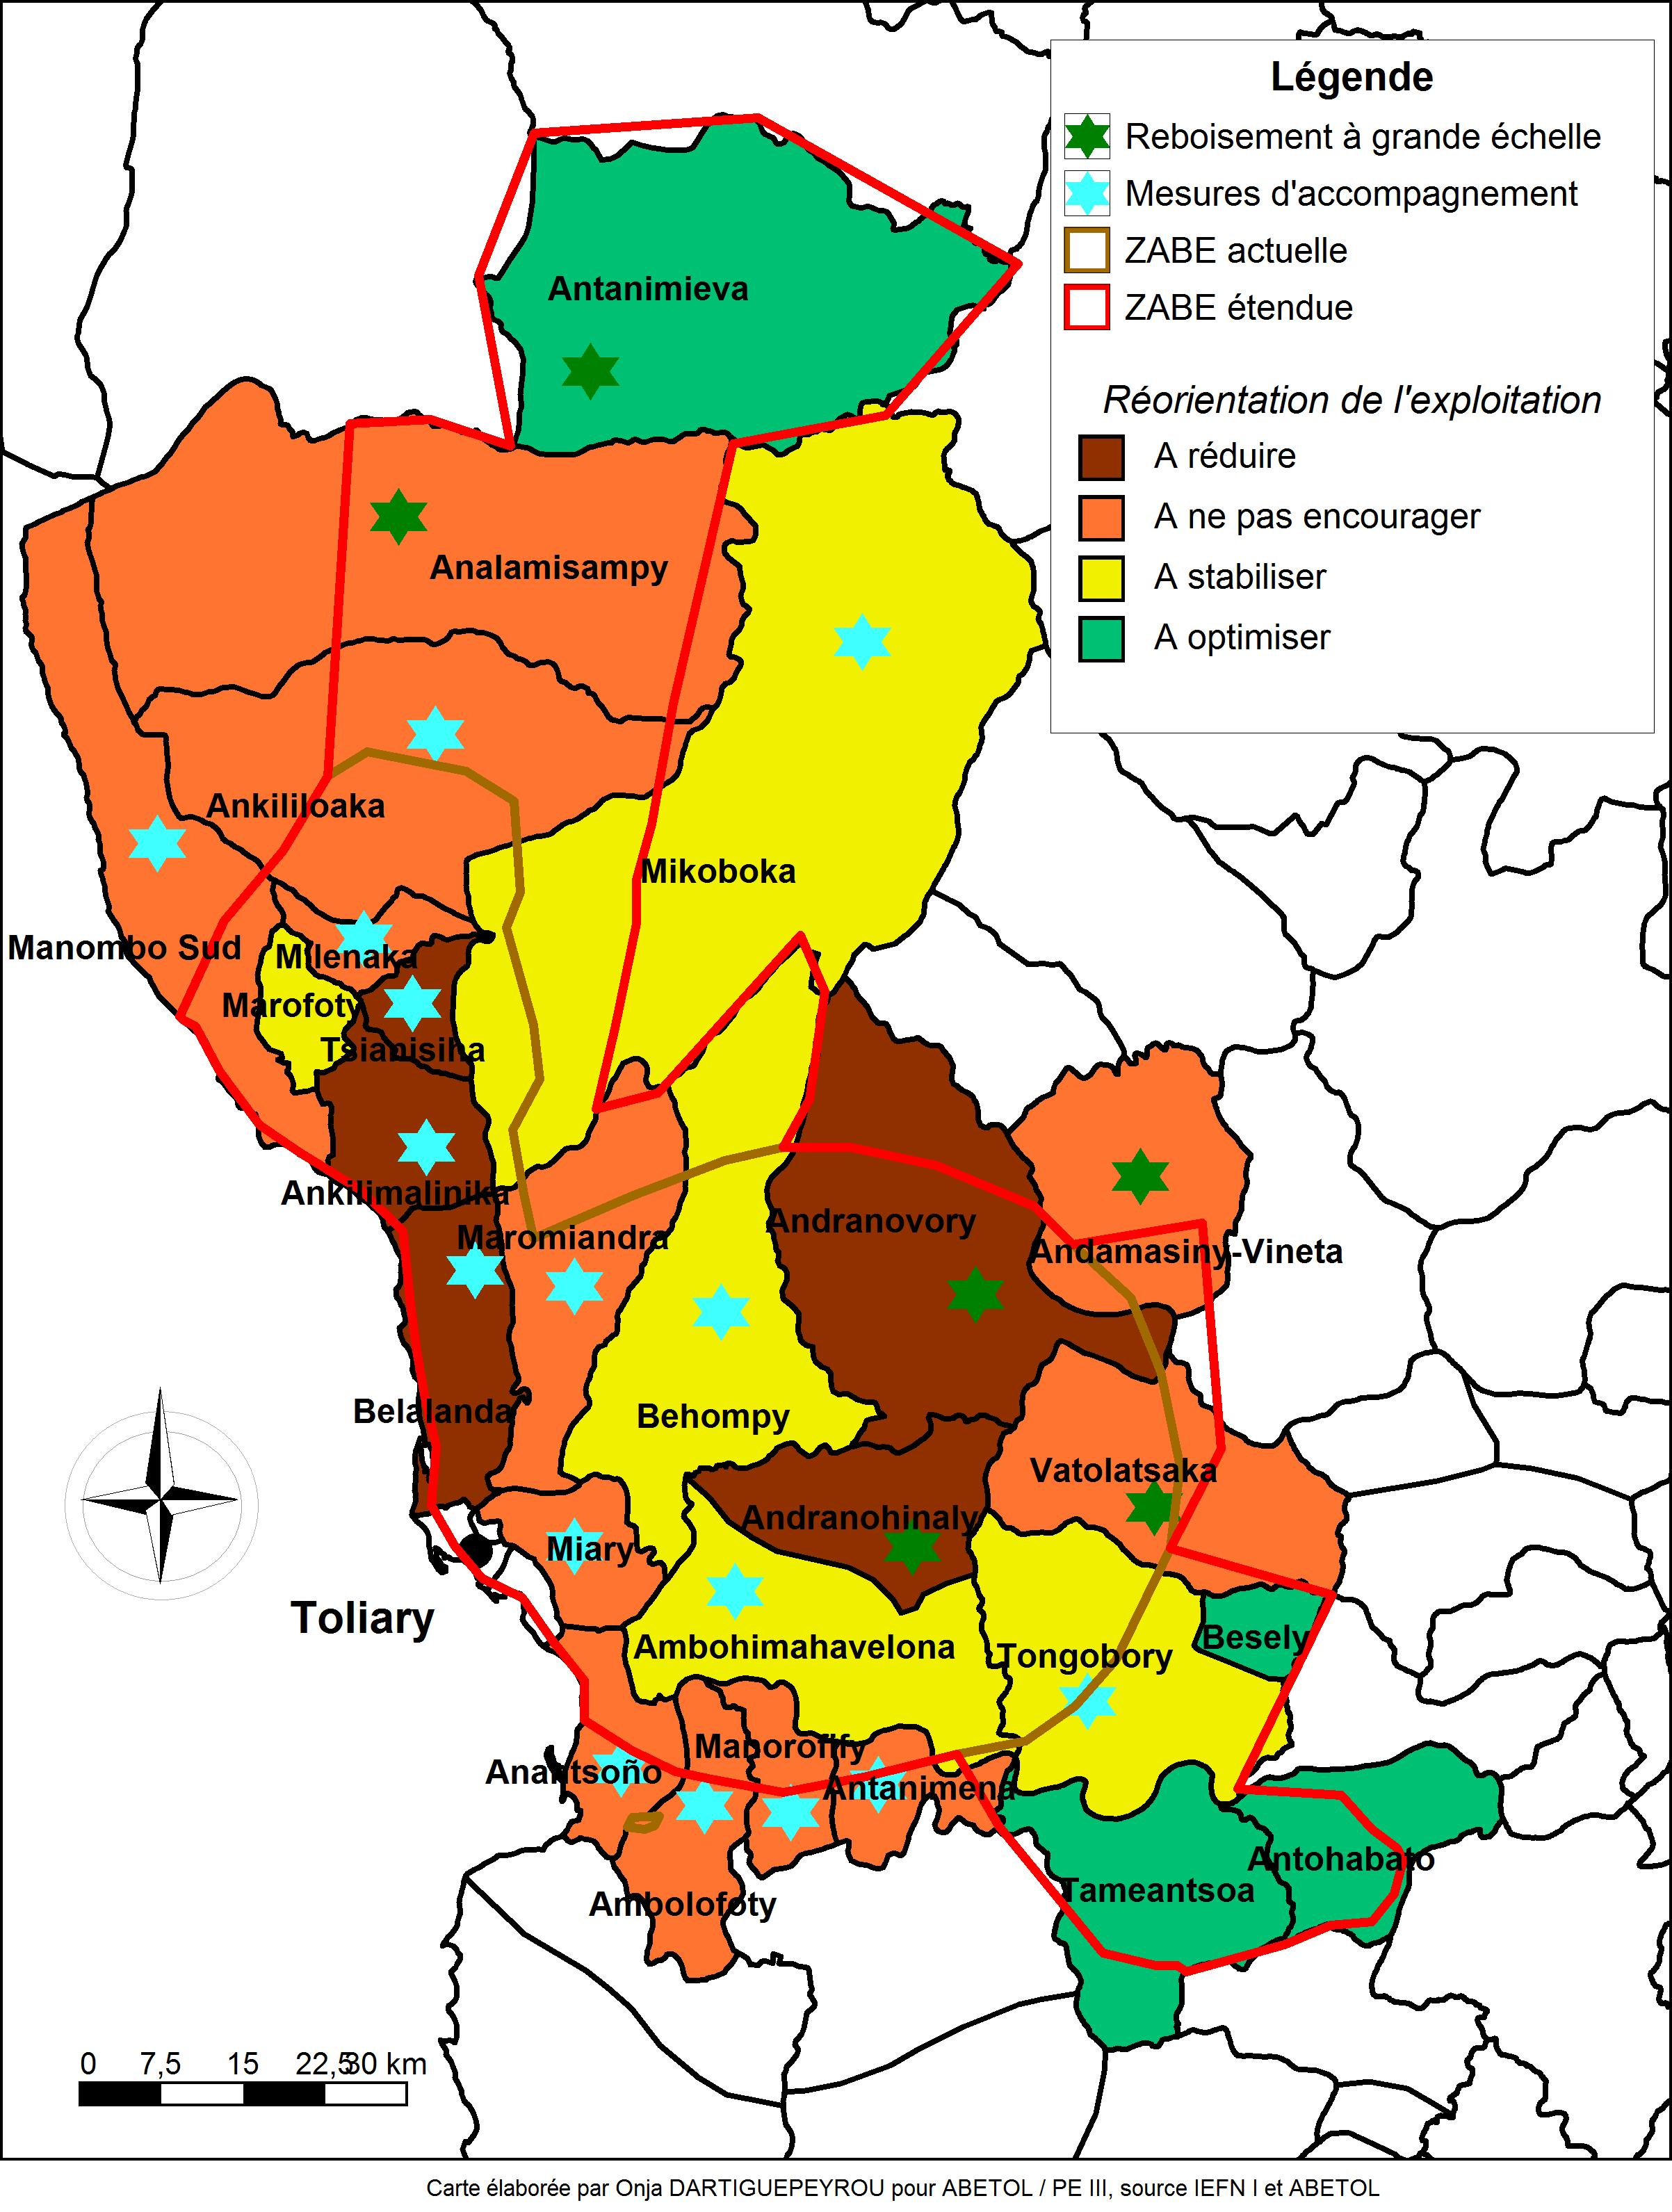 Légende
Reboisement à grande échelle
Mesures d'accompagnement
ZABE actuelle
ZABE étendue
Réorientation de l'exploitation
A réduire
A ne pas encourager
A stabiliser
A optimiser
Antanimieva
Analamisampy
Ankililoaka
Mikoboka
Manombo Sud
Milenaka
Marofoty
Tsianisiha
Ankilimalinika
Maromiandra
Andranovory
Andamasiny-Vineta
Belalanda
Behompy
Vatolatsaka
Andranohinaly
Miary
Toliary
Ambohimahavelona
Tongobory
Besely
Manorofify
Anantsoño
Antanimena
Antohabato
Tameantsoa
Ambolofoty
0 7,5 15 22,5 30 km
Carte élaborée par Onja DARTIGUEPEYROU pour ABETOL / PE III, source IEFN I et ABETOL